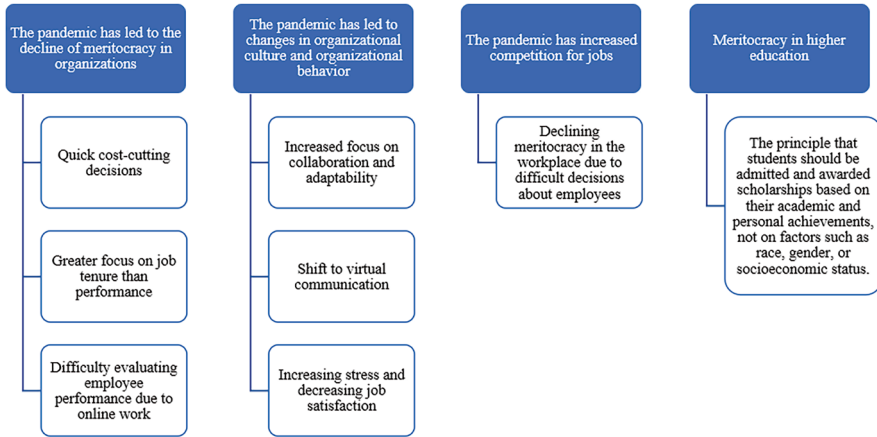 The pandemic has led to the
decline of meritocracy in
organizations
Quick cost-cutting
decisions
Greater focus on job
tenure than
performance
Difficulty evaluating
employee
performance due to
online work
The pandemic has led to
changes in organizational
culture and organizational
behavior
Increased focus on
collaboration and
adaptability
Shift to virtual
communication
Increasing stress and
decreasing job
satisfaction
The pandemic has increased
competition for jobs
Declining
meritocracy in the
workplace due to
difficult decisions
about employees
Meritocracy in higher
education
The principle that
students should be
admitted and awarded
scholarships based on
their academic and
personal achievements,
not on factors such as
race, gender, or
socioeconomic status.